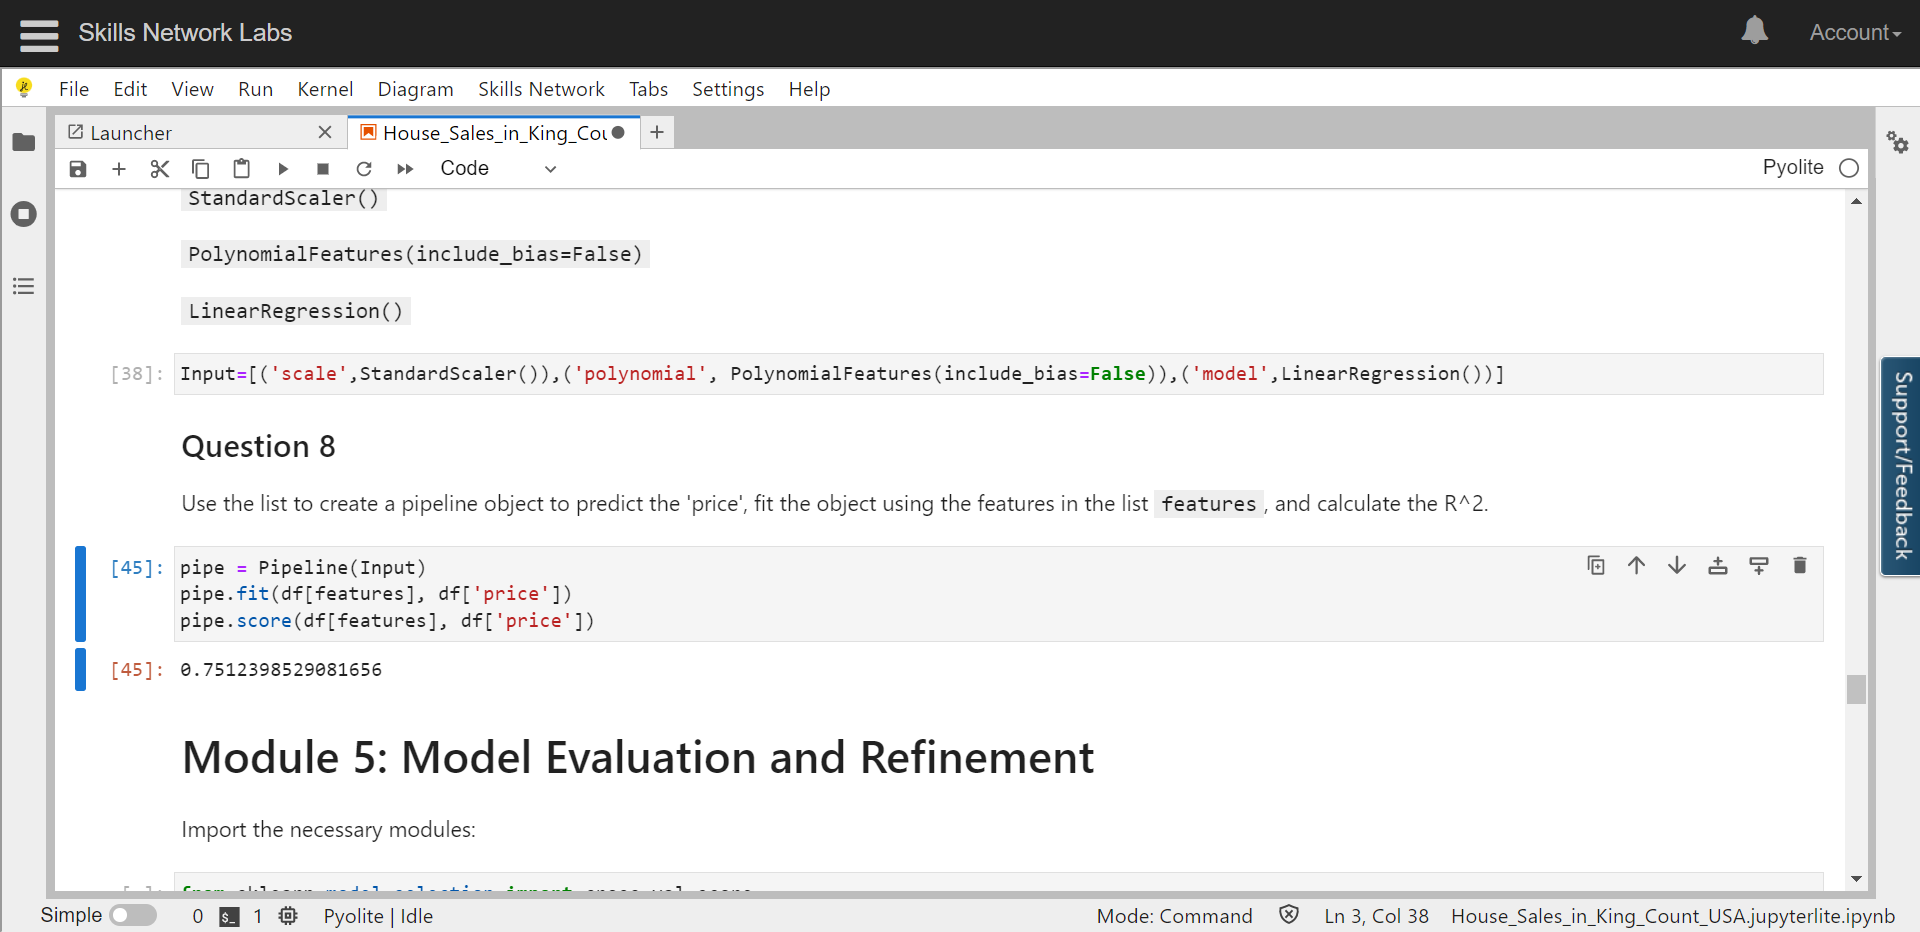 Skills Network Labs
Account
File Edit View Run Kernel Diagram Skills Network Tabs Settings Help
Launcher
House_Sales_in_King_Cou
Code
Pyolite
StandardScaler()
PolynomialFeatures(include_bias=False)
LinearRegression()
[38]: Input=[('scale',StandardScaler()),('polynomial', PolynomialFeatures(include_bias=False)),('model',LinearRegression())]
Question 8
Use the list to create a pipeline object to predict the 'price', fit the object using the features in the list features, and calculate the R^2.
[45]: pipe = Pipeline(Input)
pipe.fit(df[features], df['price'])
pipe.score(df[features], df['price'])
[45]: 0.7512398529081656
Module 5: Model Evaluation and Refinement
Import the necessary modules:
from sklearn.model_selection import cross_val_score
Support/Feedback
Simple 0 $_ 1 Pyolite | Idle Mode: Command Ln 3, Col 38 House_Sales_in_King_Count_USA.jupyterlite.ipynb